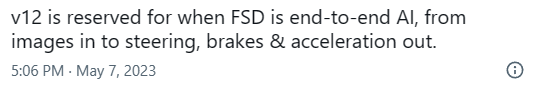 v12 is reserved for when FSD is end-to-end AI, from
images in to steering, brakes & acceleration out.
5:06 PM · May 7, 2023